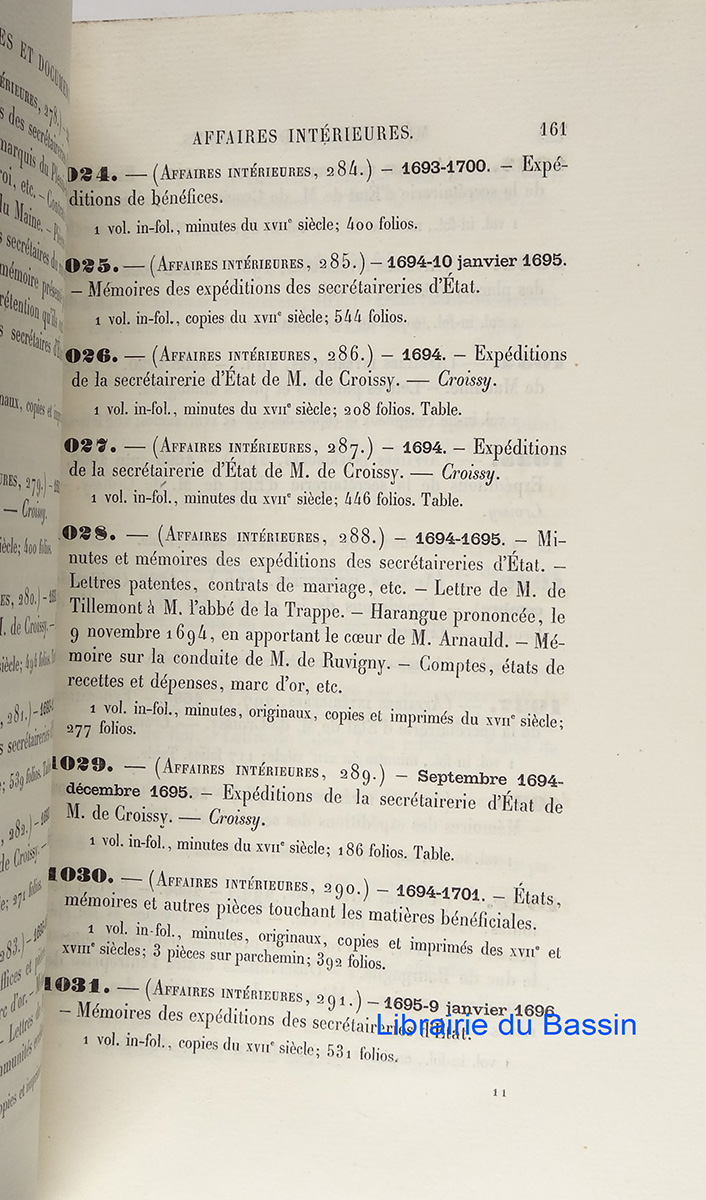 AFFAIRES INTÉRIEURES. 161
024. — (Affaires intérieures, 284.) — 1693-1700. — Expé-
ditions de bénéfices.
1 vol. in-fol., minutes du XVIIe siècle; 400 folios.
025. — (Affaires intérieures, 285.) — 1694-10 janvier 1695.
— Mémoires des expéditions des secrétaireries d'État.
1 vol. in-fol., copies du XVIIe siècle; 544 folios.
026. — (Affaires intérieures, 286.) — 1694. — Expéditions
de la secrétairerie d'État de M. de Croissy. — Croissy.
1 vol. in-fol., minutes du XVIIe siècle; 208 folios. Table.
027. — (Affaires intérieures, 287.) — 1694. — Expéditions
de la secrétairerie d'État de M. de Croissy. — Croissy.
1 vol. in-fol., minutes du XVIIe siècle; 446 folios. Table.
028. — (Affaires intérieures, 288.) — 1694-1695. — Mi-
nutes et mémoires des expéditions des secrétaireries d'État. —
Lettres patentes, contrats de mariage, etc. — Lettre de M. de
Tillemont à M. l'abbé de la Trappe. — Harangue prononcée, le
9 novembre 1694, en apportant le cœur de M. Arnauld. — Mé-
moire sur la conduite de M. de Ruvigny. — Comptes, états de
recettes et dépenses, marc d'or, etc.
1 vol. in-fol., minutes, originaux, copies et imprimés du XVIIe siècle;
277 folios.
1029. — (Affaires intérieures, 289.) — Septembre 1694-
décembre 1695. — Expéditions de la secrétairerie d'État de
M. de Croissy. — Croissy.
1 vol. in-fol., minutes du XVIIe siècle; 186 folios. Table.
1030. — (Affaires intérieures, 290.) — 1694-1701. — États,
mémoires et autres pièces touchant les matières bénéficiales.
1 vol. in-fol., minutes, originaux, copies et imprimés des XVIIe et
XVIIIe siècles; 3 pièces sur parchemin; 392 folios.
1031. — (Affaires intérieures, 291.) — 1695-9 janvier 1696.
— Mémoires des expéditions des secrétaireries d'État.
Librairie du Bassin
1 vol. in-fol., copies du XVIIe siècle; 531 folios.
11